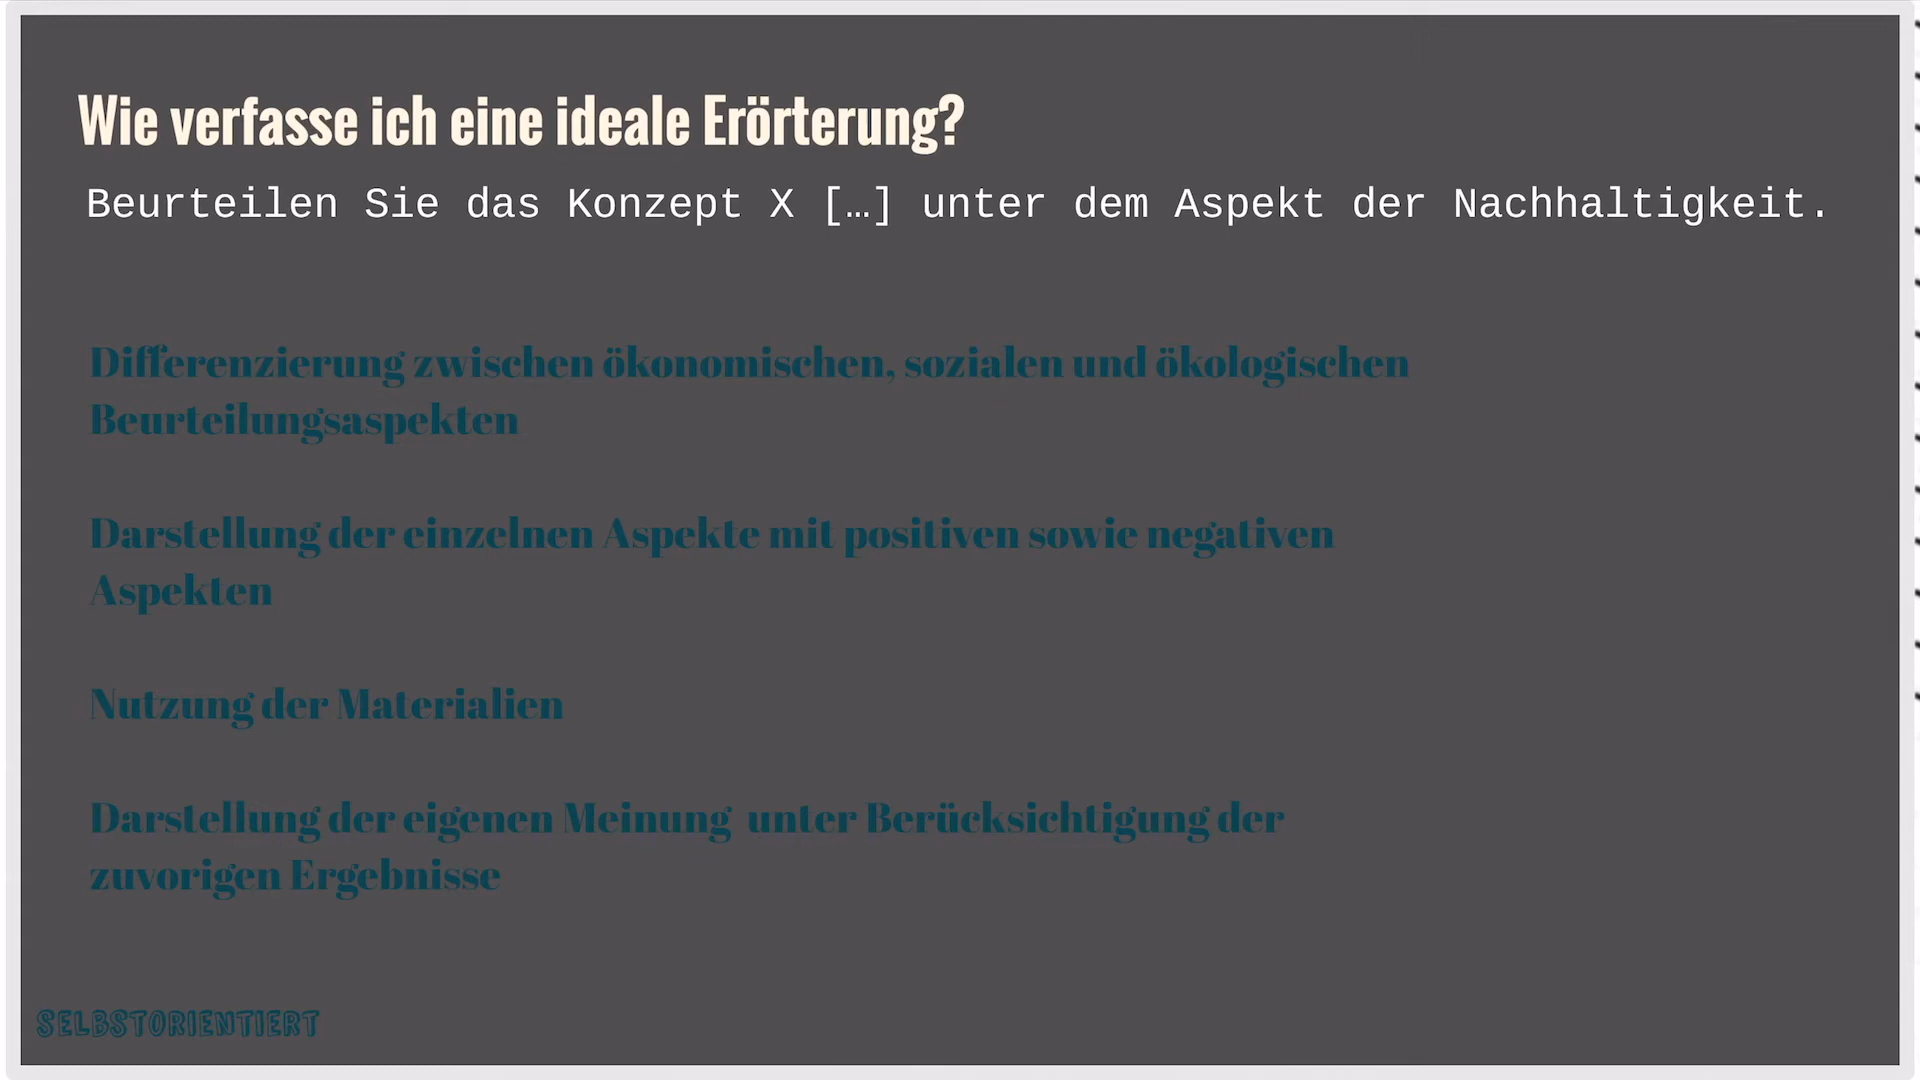 Wie verfasse ich eine ideale Erörterung?
Beurteilen Sie das Konzept X […] unter dem Aspekt der Nachhaltigkeit.
Differenzierung zwischen ökonomischen, sozialen und ökologischen
Beurteilungsaspekten
Darstellung der einzelnen Aspekte mit positiven sowie negativen
Aspekten
Nutzung der Materialien
Darstellung der eigenen Meinung unter Berücksichtigung der
zuvorigen Ergebnisse
SELBSTORIENTIERT